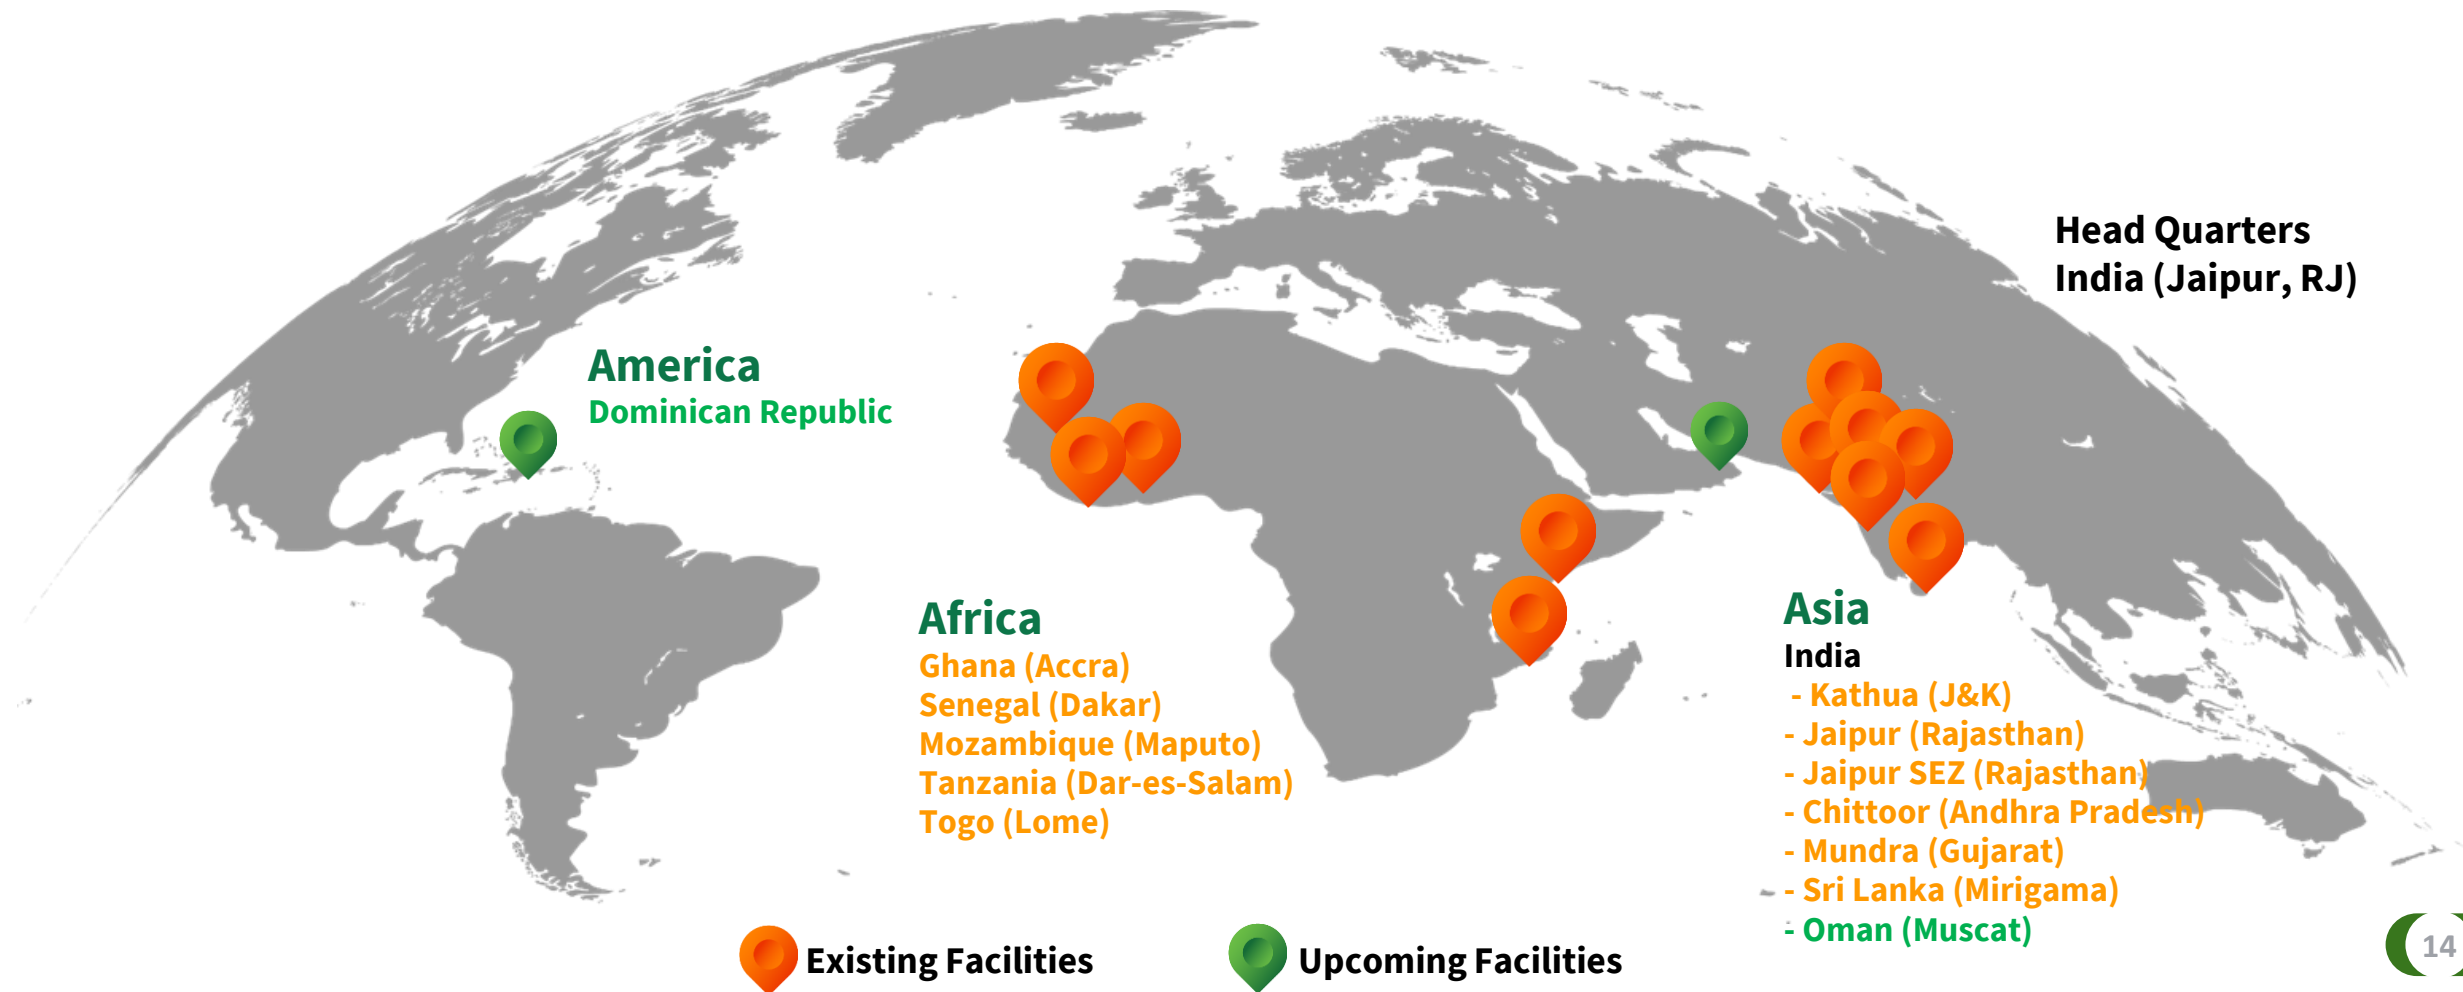 Head Quarters
India (Jaipur, RJ)
America
Dominican Republic
Africa
Ghana (Accra)
Senegal (Dakar)
Mozambique (Maputo)
Tanzania (Dar-es-Salam)
Togo (Lome)
Asia
India
- Kathua (J&K)
- Jaipur (Rajasthan)
- Jaipur SEZ (Rajasthan)
- Chittoor (Andhra Pradesh)
- Mundra (Gujarat)
- Sri Lanka (Mirigama)
- Oman (Muscat)
Existing Facilities
Upcoming Facilities
14